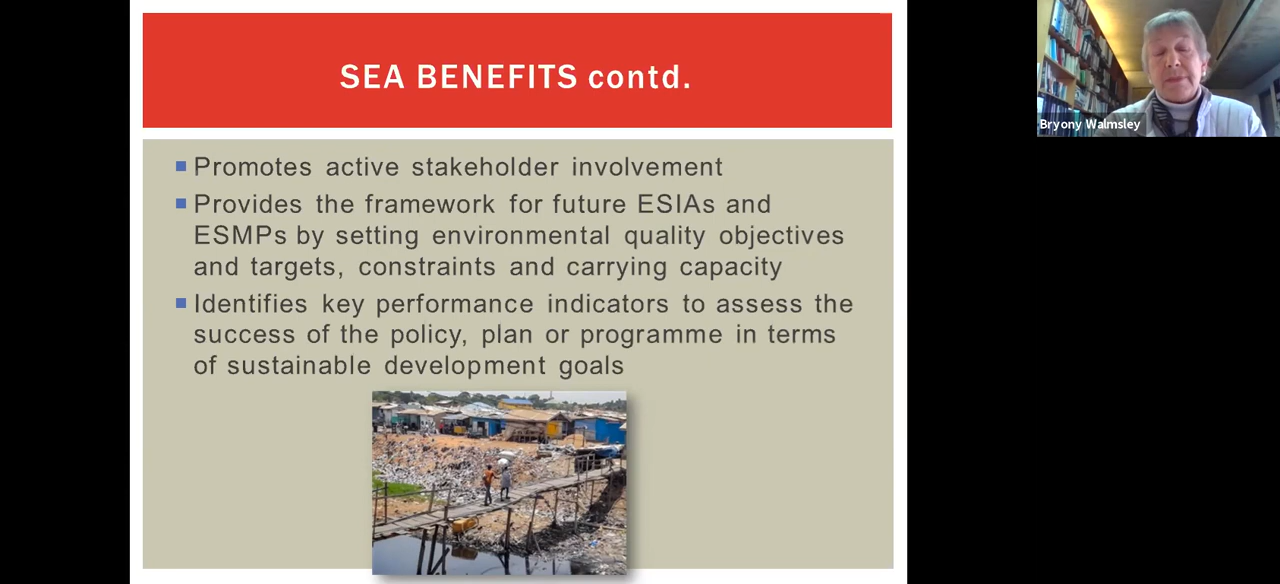 SEA BENEFITS contd.
Promotes active stakeholder involvement
Provides the framework for future ESIAs and
ESMPs by setting environmental quality objectives
and targets, constraints and carrying capacity
Identifies key performance indicators to assess the
success of the policy, plan or programme in terms
of sustainable development goals
Bryony Walmsley